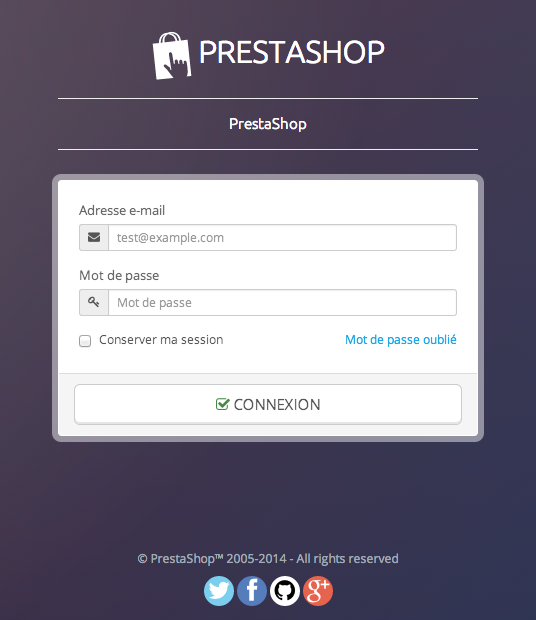 PRESTASHOP
PrestaShop
Adresse e-mail
test@example.com
Mot de passe
Mot de passe
Conserver ma session Mot de passe oublié
CONNEXION
© PrestaShop™ 2005-2014 - All rights reserved